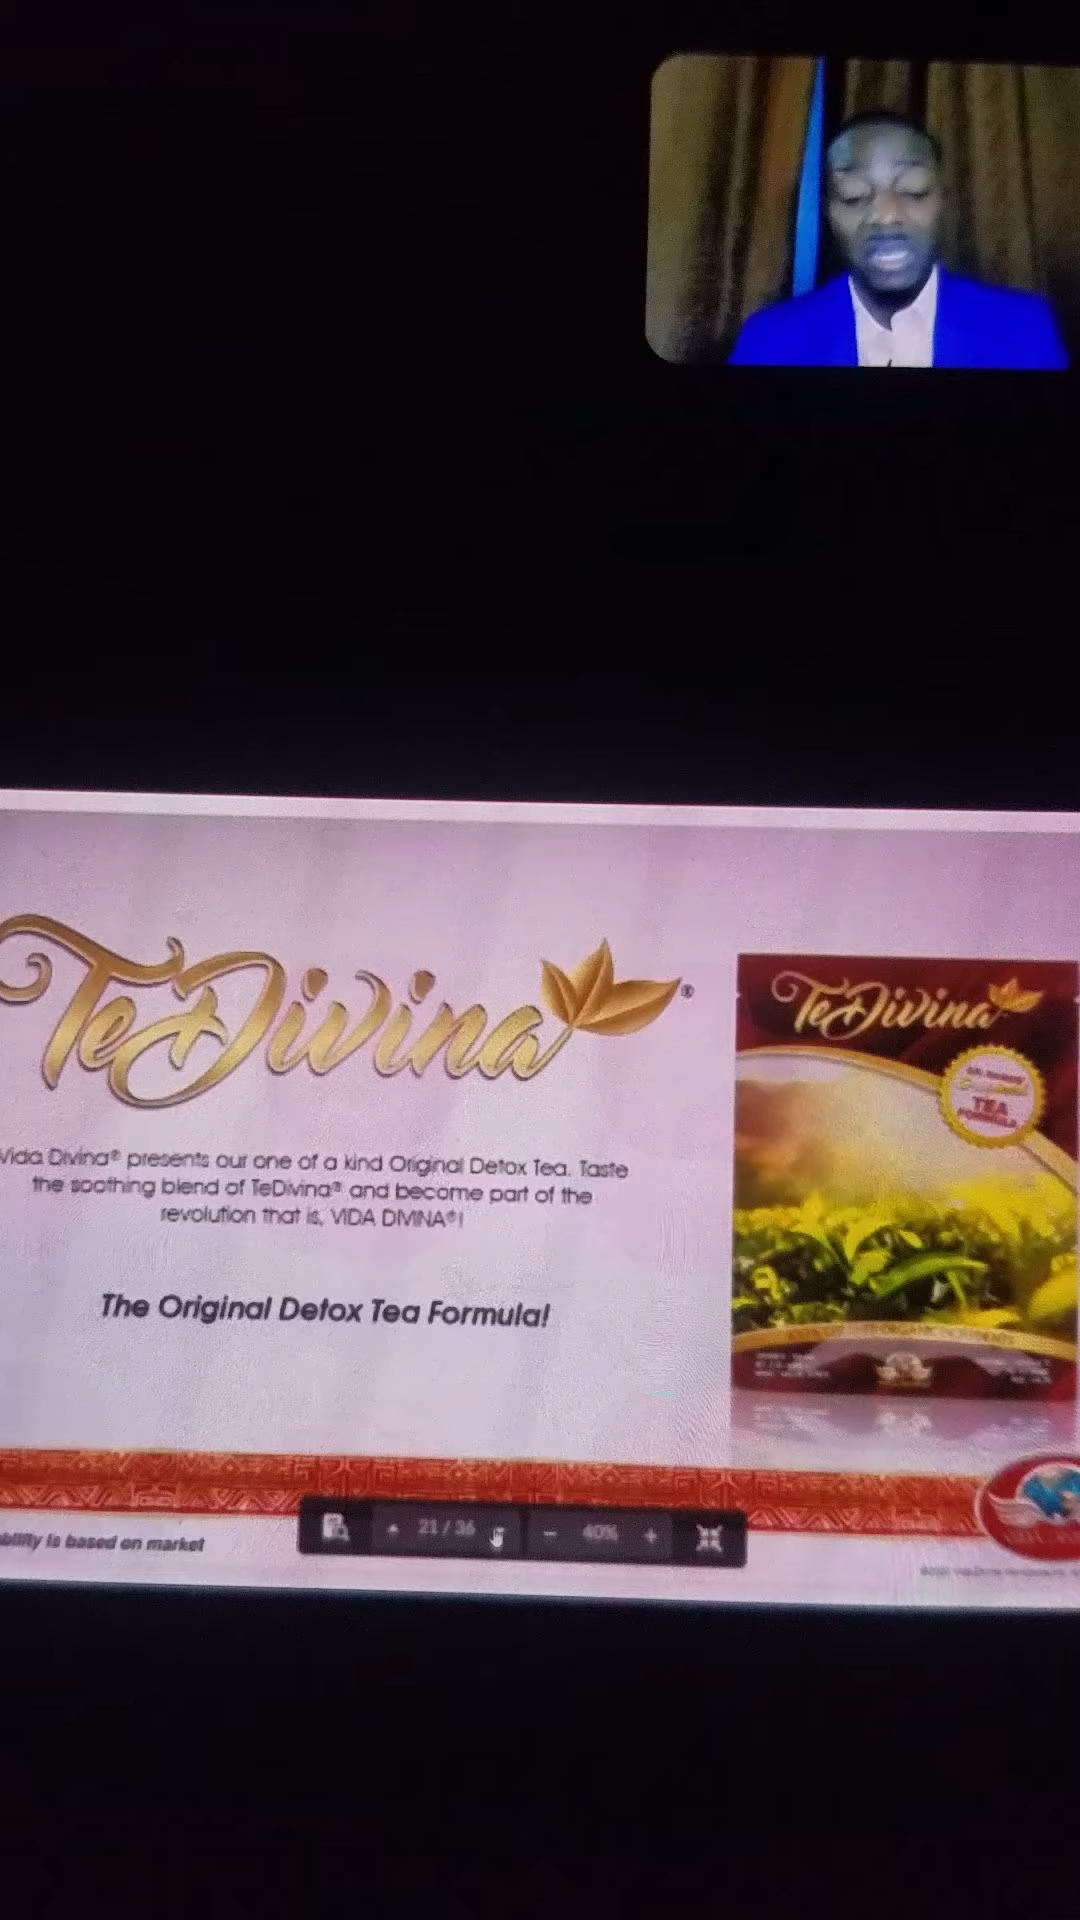 TeDivina®
Vida Divina® presents our one of a kind Original Detox Tea. Taste
the soothing blend of TeDivina® and become part of the
revolution that is, VIDA DIVINA®!
The Original Detox Tea Formula!
TeDivina
TEA
FORMULA
21 / 36
40%
is based on market